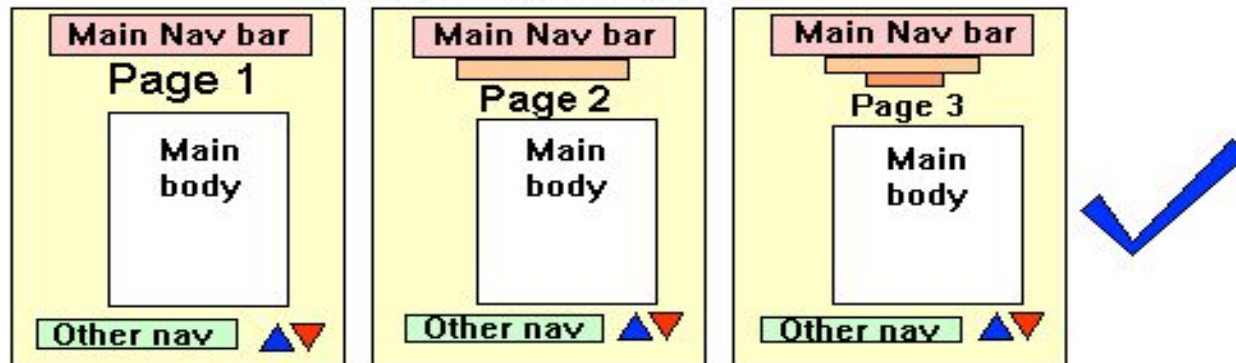 Main Nav bar
Page 1
Main
body
Other nav
Main Nav bar
Page 2
Main
body
Other nav
Main Nav bar
Page 3
Main
body
Other nav